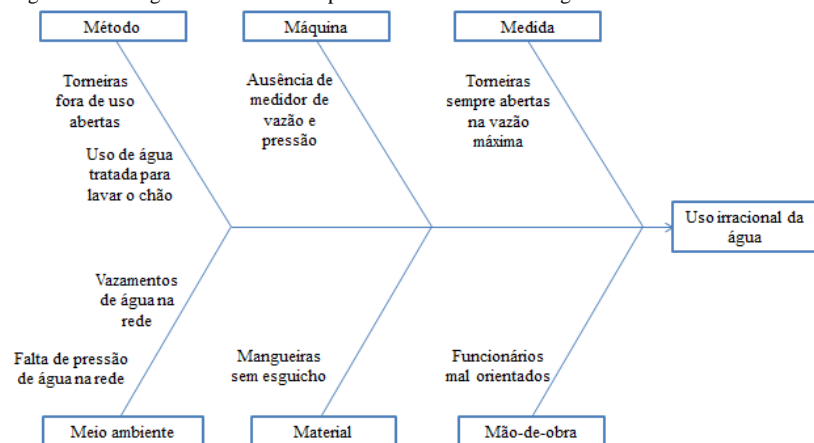 Método
Máquina
Medida
Torneiras
fora de uso
abertas
Uso de água
tratada para
lavar o chão
Ausência de
medidor de
vazão e
pressão
Torneiras
sempre abertas
na vazão
máxima
Uso irracional da
água
Vazamentos
de água na
rede
Falta de pressão
de água na rede
Mangueiras
sem esguicho
Funcionários
mal orientados
Meio ambiente
Material
Mão-de-obra